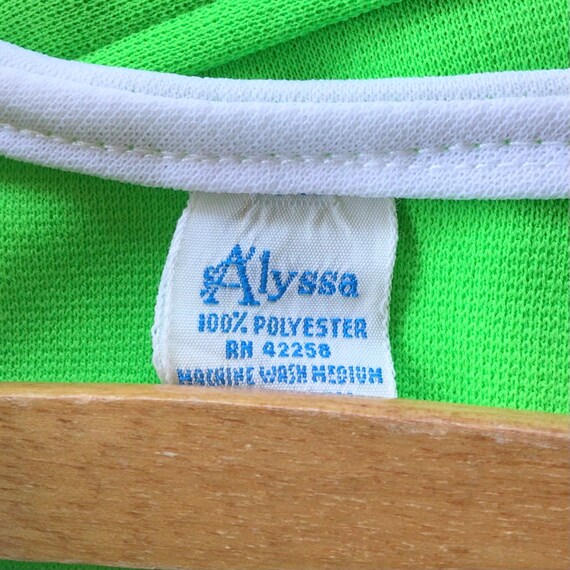 Alyssa
100% POLYESTER
RN 42258
MACHINE WASH MEDIUM